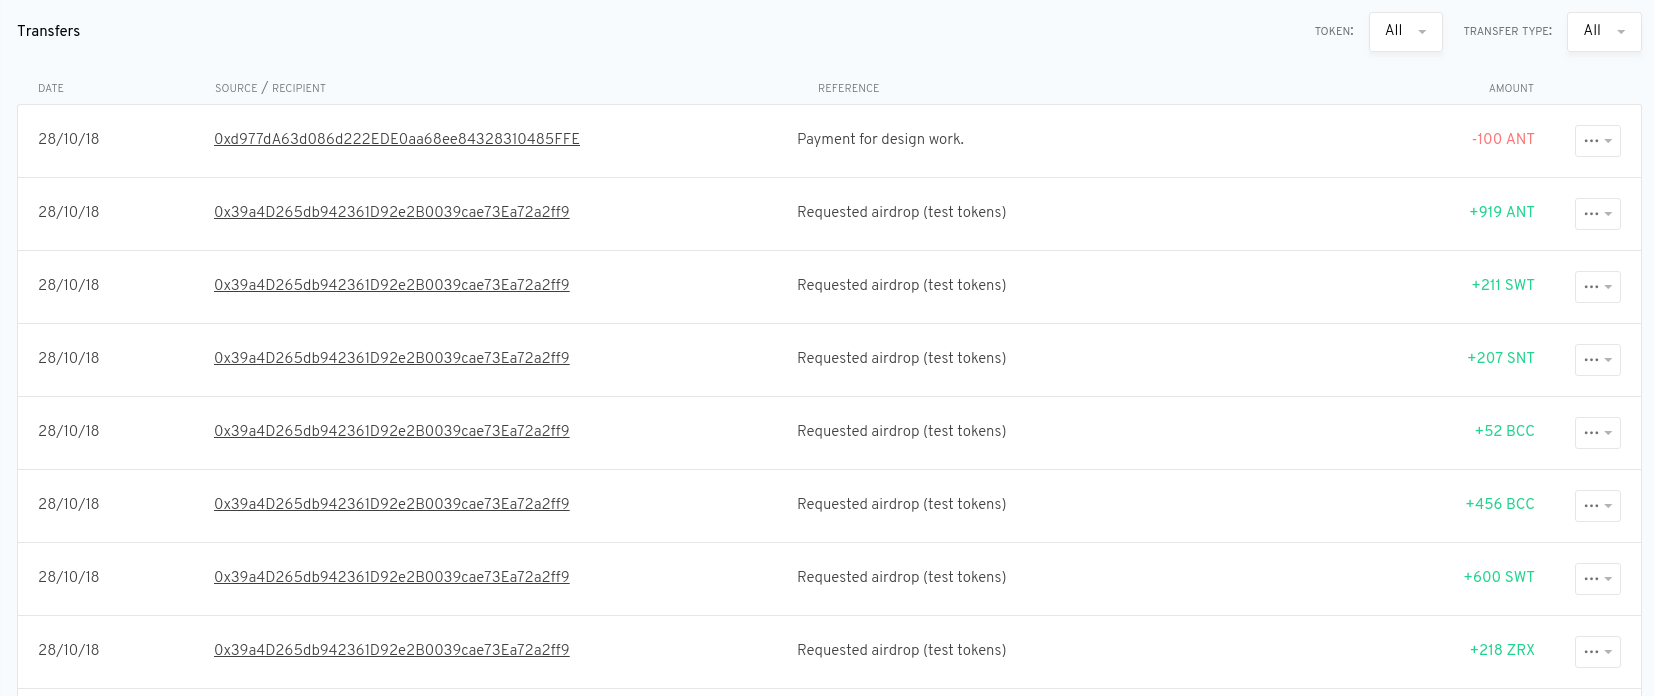 Transfers TOKEN: All TRANSFER TYPE: All
DATE SOURCE / RECIPIENT REFERENCE AMOUNT
28/10/18 0xd977dA63d086d222EDE0aa68ee84328310485FFE Payment for design work. -100 ANT
28/10/18 0x39a4D265db942361D92e2B0039cae73Ea72a2ff9 Requested airdrop (test tokens) +919 ANT
28/10/18 0x39a4D265db942361D92e2B0039cae73Ea72a2ff9 Requested airdrop (test tokens) +211 SWT
28/10/18 0x39a4D265db942361D92e2B0039cae73Ea72a2ff9 Requested airdrop (test tokens) +207 SNT
28/10/18 0x39a4D265db942361D92e2B0039cae73Ea72a2ff9 Requested airdrop (test tokens) +52 BCC
28/10/18 0x39a4D265db942361D92e2B0039cae73Ea72a2ff9 Requested airdrop (test tokens) +456 BCC
28/10/18 0x39a4D265db942361D92e2B0039cae73Ea72a2ff9 Requested airdrop (test tokens) +600 SWT
28/10/18 0x39a4D265db942361D92e2B0039cae73Ea72a2ff9 Requested airdrop (test tokens) +218 ZRX